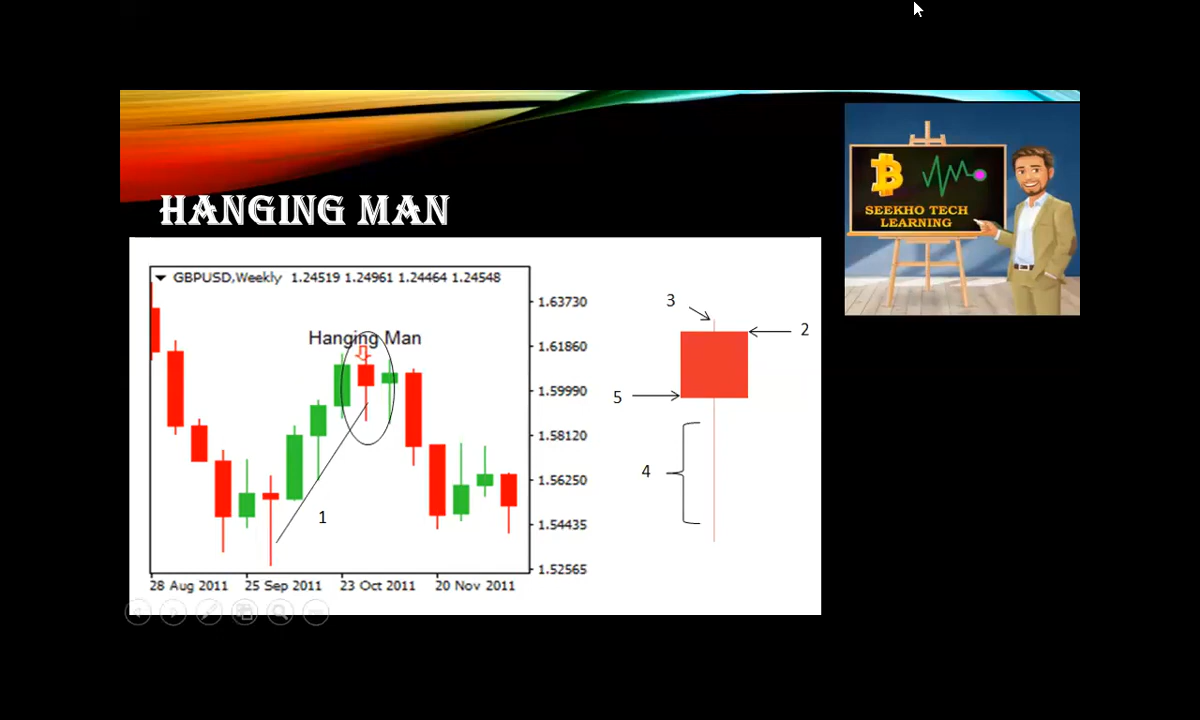 HANGING MAN
SEEKHO TECH
LEARNING
GBPUSD,Weekly 1.24519 1.24961 1.24464 1.24548
Hanging Man
1
1.63730
1.61860
1.59990
1.58120
1.56250
1.54435
1.52565
28 Aug 2011 25 Sep 2011 23 Oct 2011 20 Nov 2011
3
2
5
4